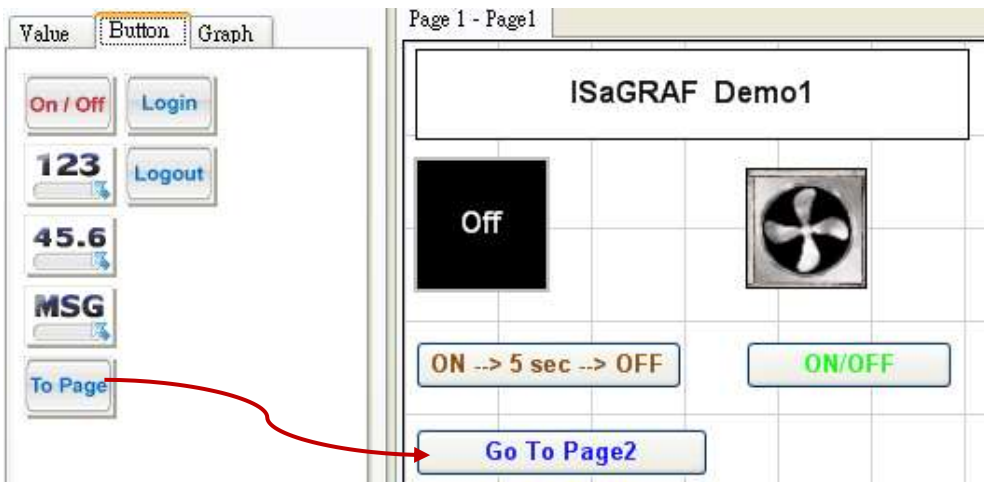 Value Button Graph
On / Off Login
123 Logout
45.6
MSG
To Page
Page 1 - Page1
ISaGRAF Demo1
Off
ON --> 5 sec --> OFF ON/OFF
Go To Page2